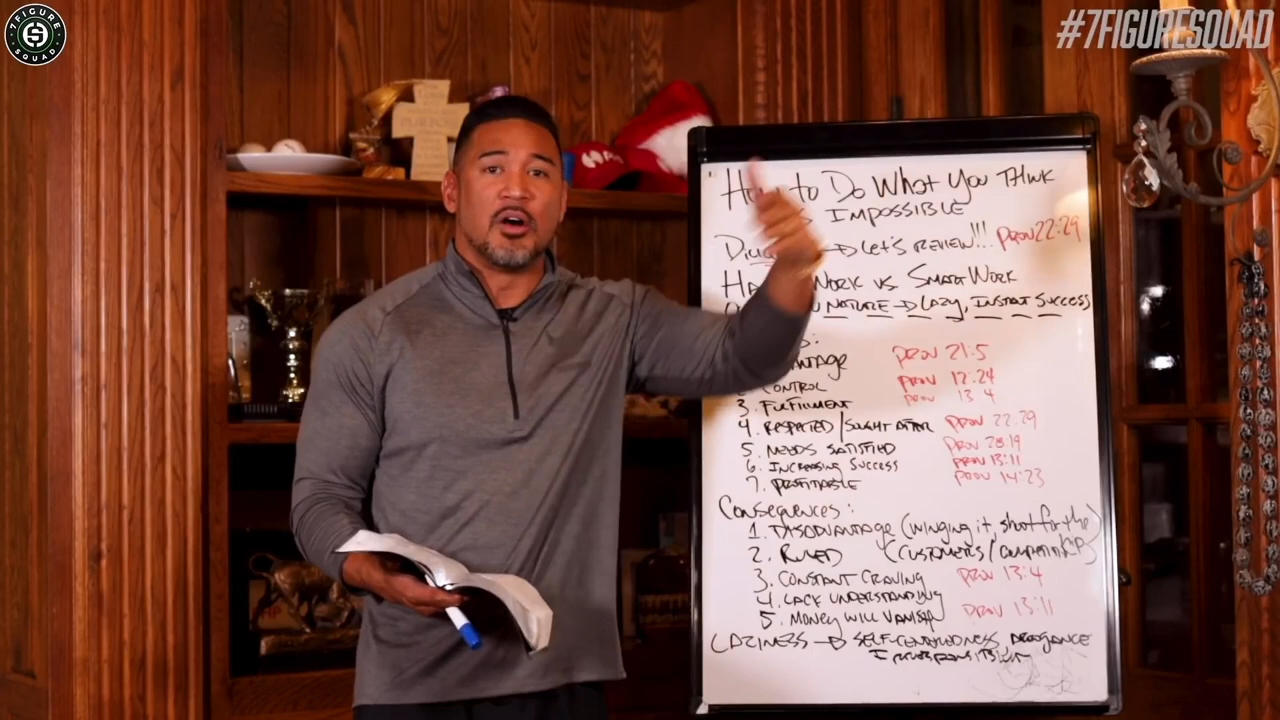 7FIGURE
SQUAD
#7FIGURESQUAD
How to Do What You Think
Impossible
Let's Review!!! Prov 22:29
Work vs Smart Work
Nature → Lazy, Instant Success
Prov 21:5
Control Prov 12:24
3. Fulfillment Prov 13:4
4. Respected/Sought After Prov 22:29
5. Needs Satisfied Prov 28:19
6. Increasing Success Prov 13:11
7. Profitable Prov 14:23
Consequences:
1. Disadvantage (winging it, shoot for the)
2. Ruled (Customers/
3. Constant Craving Prov 13:4
4. Lack Understanding
5. Money Will Vanish Prov 13:11
Laziness → Self-Centeredness, Arrogance